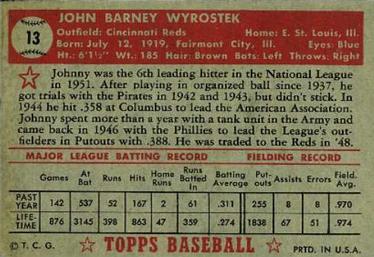 13
JOHN BARNEY WYROSTEK
Outfield: Cincinnati Reds Home: E. St. Louis, Ill.
Born: July 12, 1919, Fairmont City, Ill. Eyes: Blue
Ht.: 6'1½" Wt.: 185 Hair: Brown Bats: Left Throws: Right
Johnny was the 6th leading hitter in the National League
in 1951. After playing in organized ball since 1937, he
got trials with the Pirates in 1942 and 1943, but didn't stick. In
1944 he hit .358 at Columbus to lead the American Association.
Johnny spent more than a year with a tank unit in the Army and
came back in 1946 with the Phillies to lead the League's out-
fielders in Putouts with .388. He was traded to the Reds in '48.
MAJOR LEAGUE BATTING RECORD FIELDING RECORD
Games At Bat Runs Hits Home Runs Runs Batted In Batting Average Put-outs Assists Errors Field. Avg.
PAST YEAR 142 537 52 167 2 61 .311 255 8 8 .970
LIFE-TIME 876 3145 398 863 47 359 .274 1838 67 51 .974
© T. C. G. TOPPS BASEBALL PRTD. IN U.S.A.